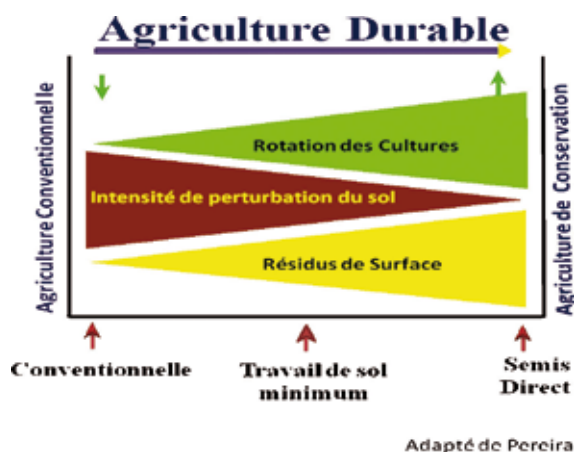 Agriculture Durable
Agriculture Conventionnelle
Rotation des Cultures
Intensité de perturbation du sol
Résidus de Surface
Agriculture de Conservation
Conventionnelle
Travail de sol
minimum
Semis
Direct
Adapté de Pereira